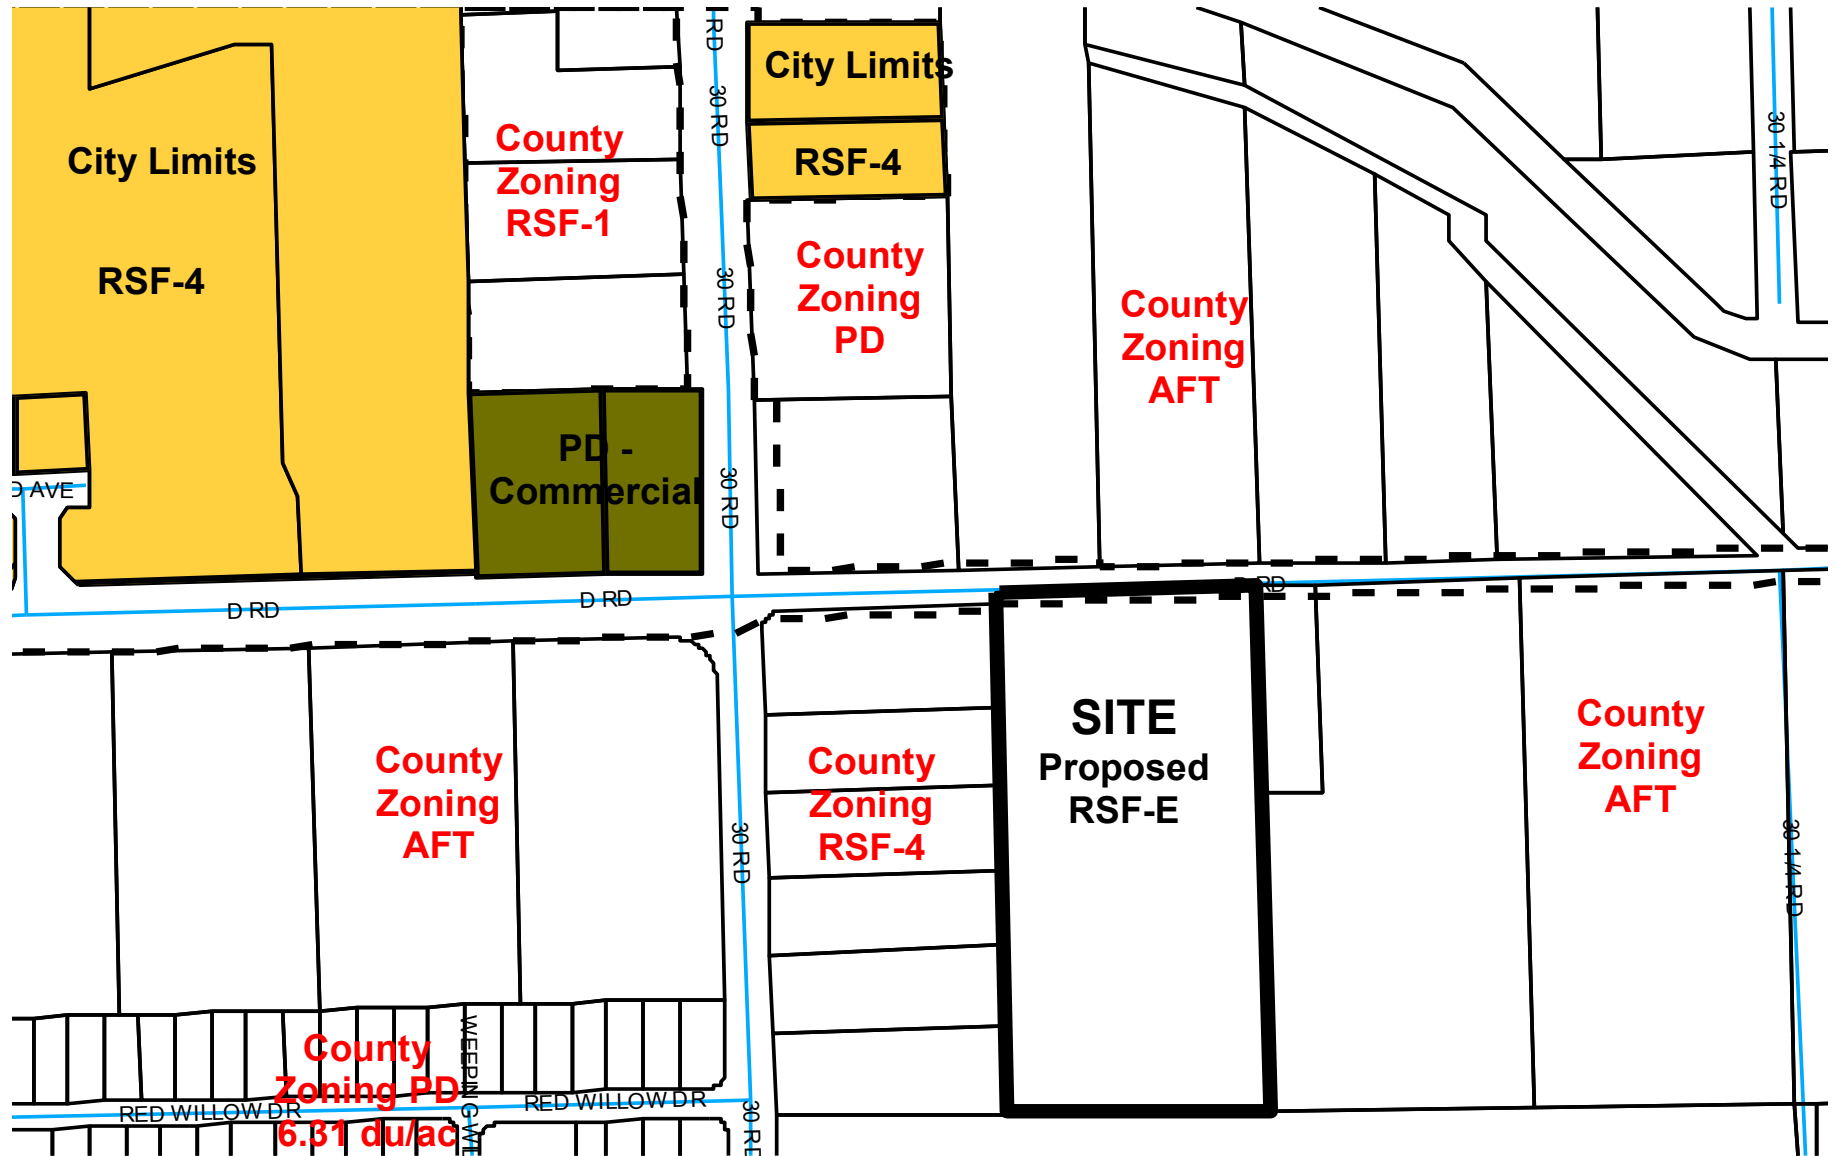 RD
City Limits
30 RD
30 1/4 RD
County
Zoning
RSF-1
City Limits
RSF-4
RSF-4
County
Zoning
PD
30 RD
County
Zoning
AFT
PD -
Commercial
D AVE
30 RD
D RD
D RD
D RD
SITE
Proposed
RSF-E
County
Zoning
AFT
County
Zoning
AFT
County
Zoning
RSF-4
30 RD
30 1/4 RD
County
Zoning PD
6.31 du/ac
WEEPING WIL
RED WILLOW DR
RED WILLOW DR
30 RD